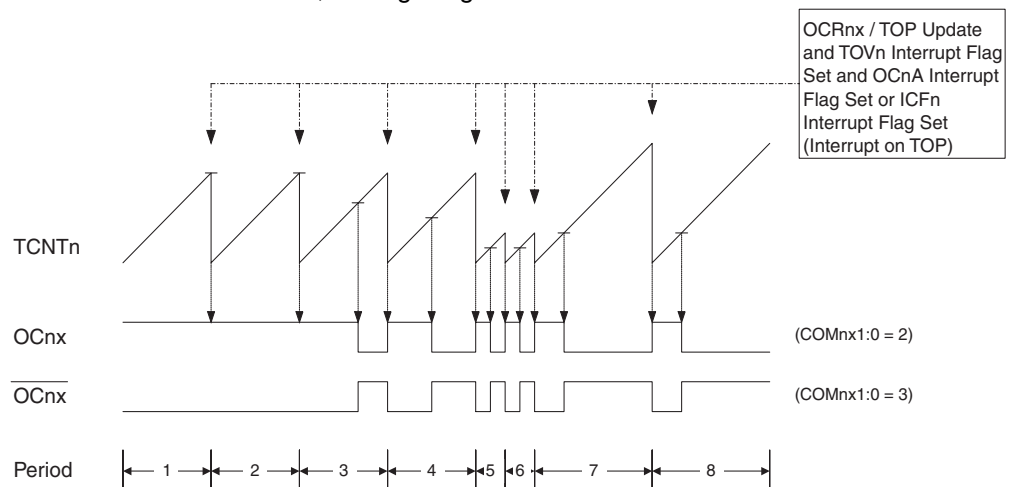 OCRnx / TOP Update
and TOVn Interrupt Flag
Set and OCnA Interrupt
Flag Set or ICFn
Interrupt Flag Set
(Interrupt on TOP)
TCNTn
OCnx (COMnx1:0 = 2)
OCnx (COMnx1:0 = 3)
Period 1 2 3 4 5 6 7 8